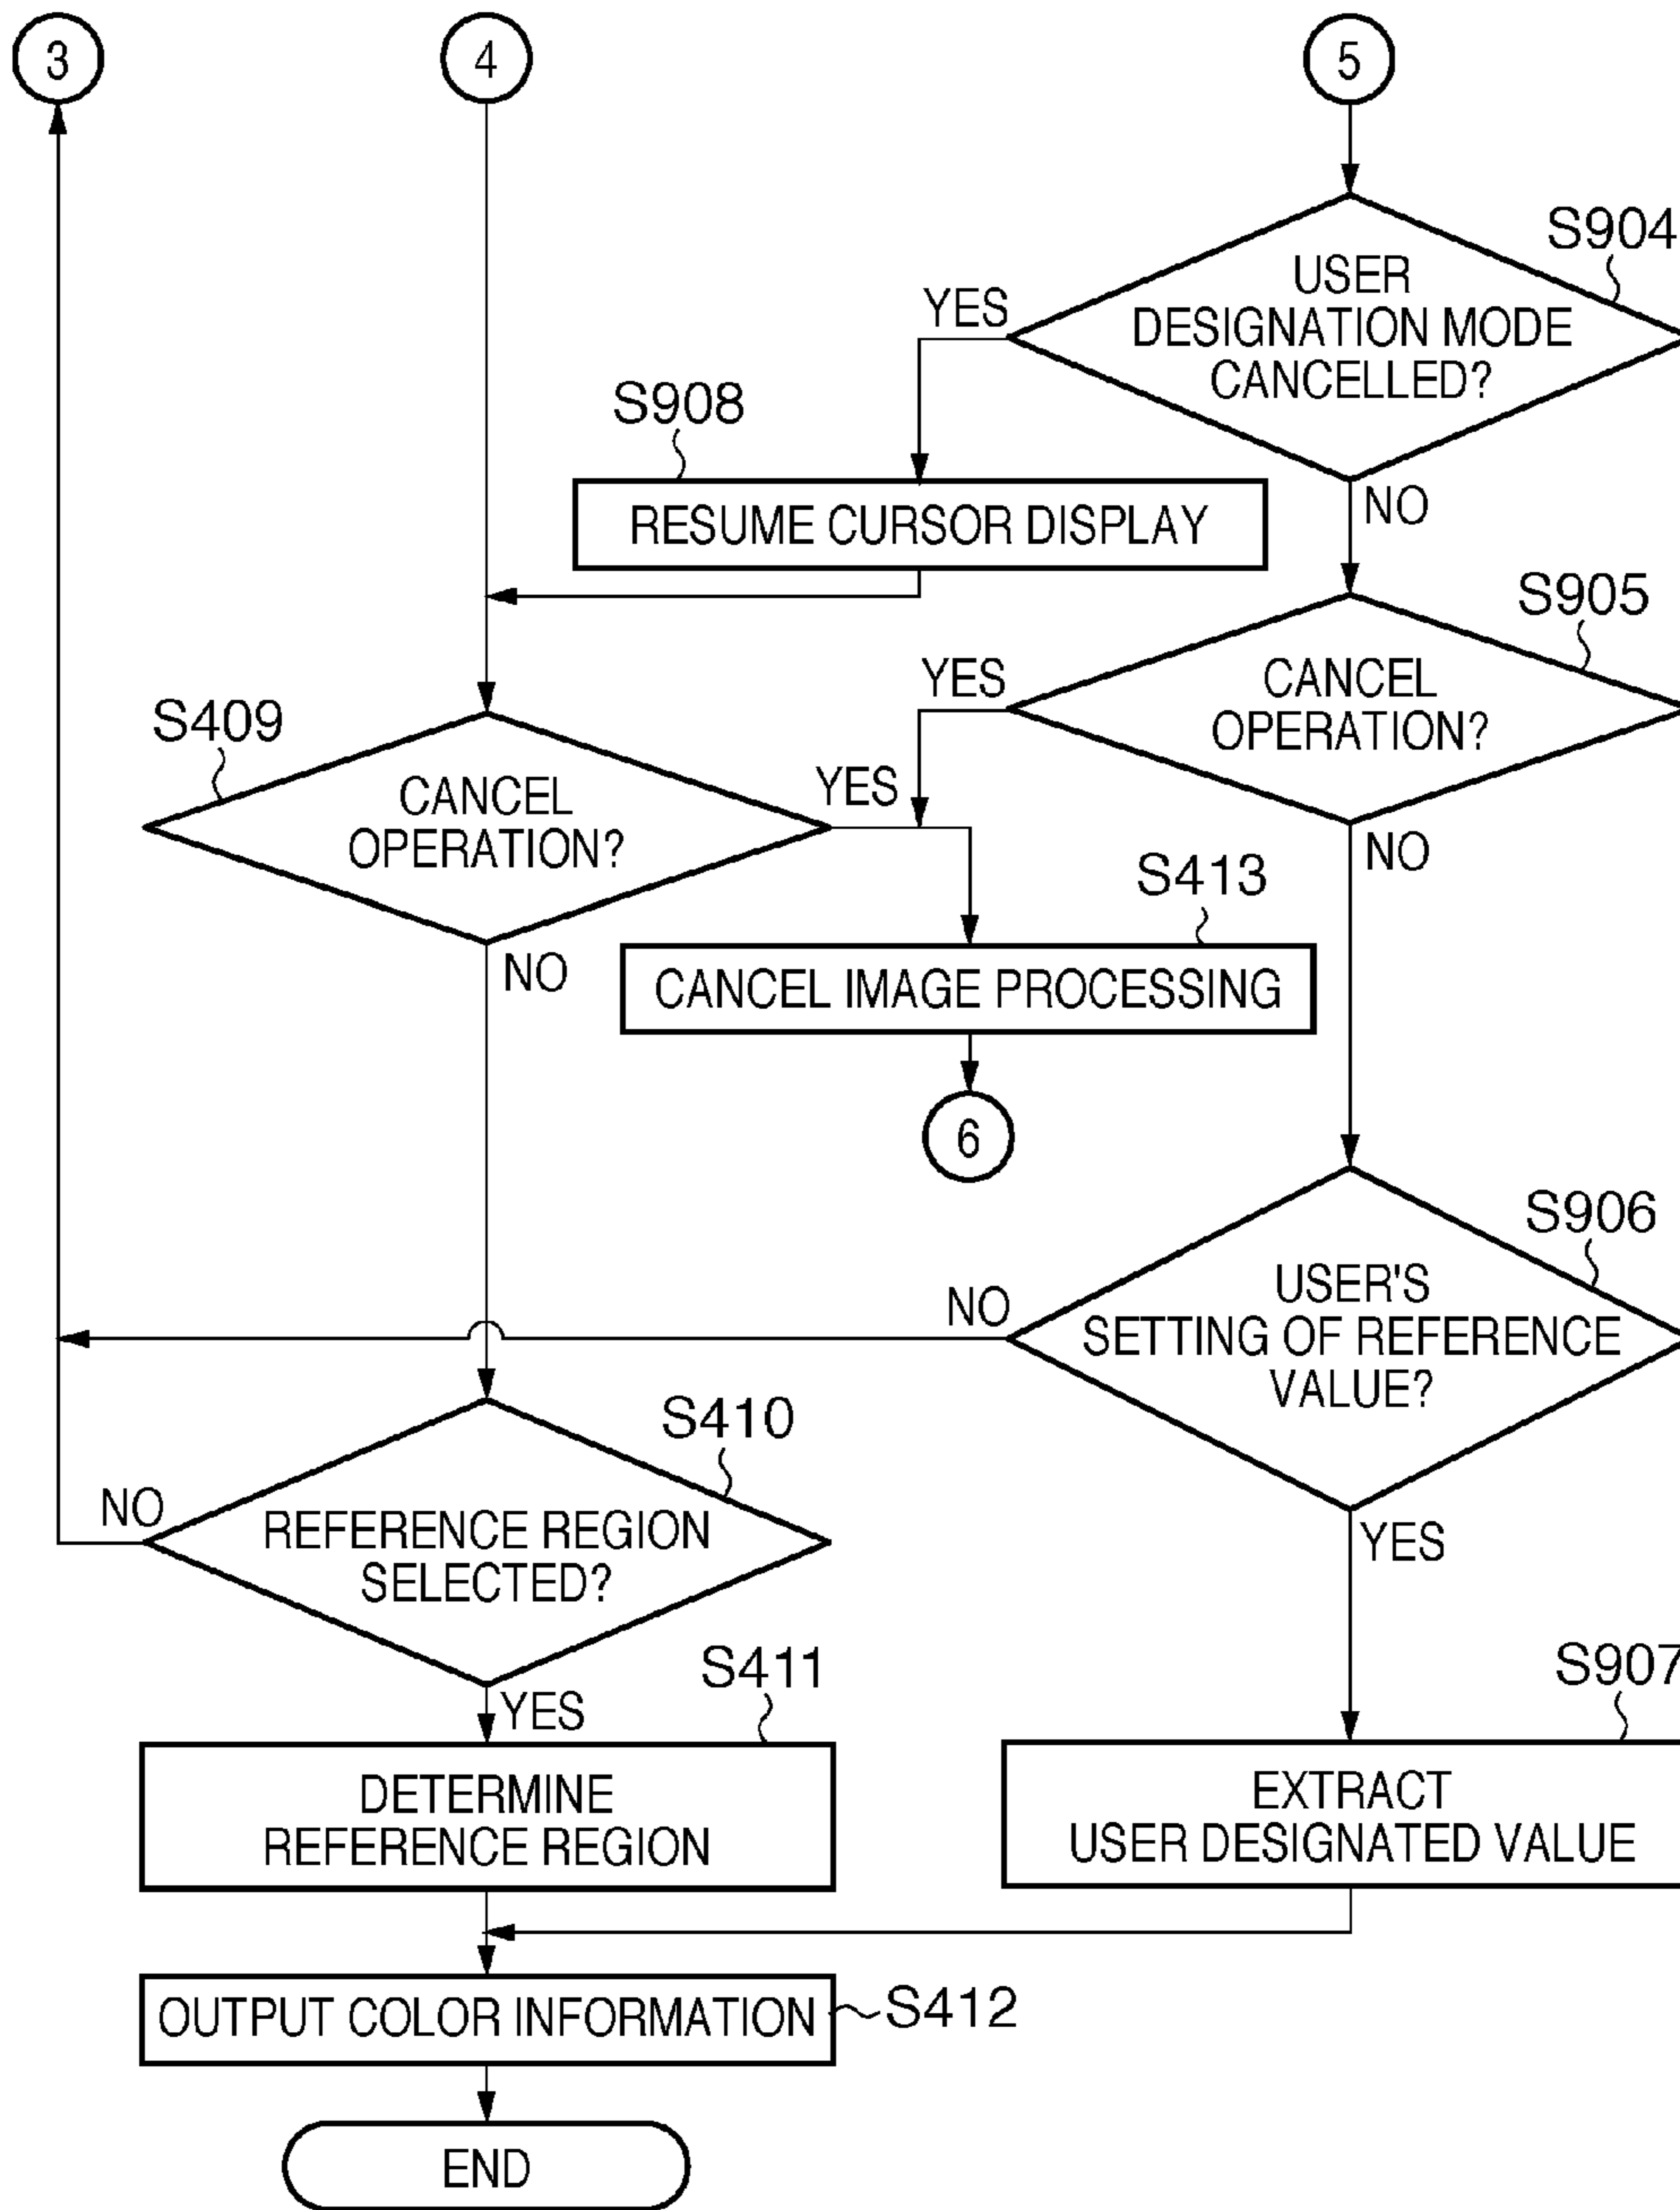 3
4
5
S904
USER
DESIGNATION MODE
CANCELLED?
YES
NO
S908
RESUME CURSOR DISPLAY
S905
CANCEL
OPERATION?
YES
NO
S409
CANCEL
OPERATION?
YES
NO
S413
CANCEL IMAGE PROCESSING
6
S906
USER'S
SETTING OF REFERENCE
VALUE?
NO
YES
S410
REFERENCE REGION
SELECTED?
NO
YES
S411
DETERMINE
REFERENCE REGION
S907
EXTRACT
USER DESIGNATED VALUE
OUTPUT COLOR INFORMATION
S412
END